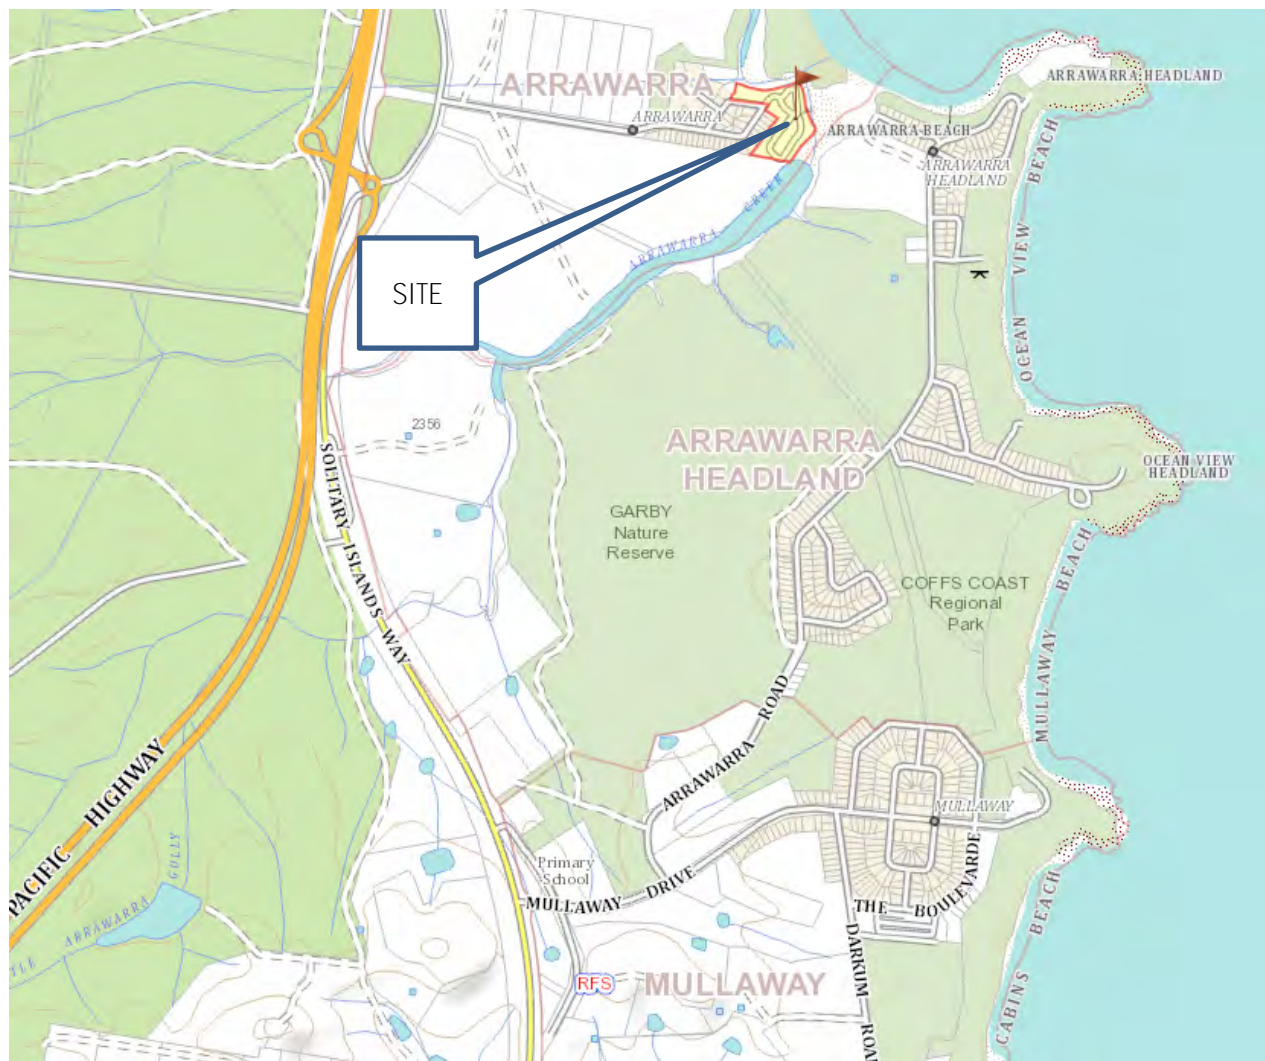 ARRAWARRA
ARRAWARRA HEADLAND
ARRAWARRA
ARRAWARRA BEACH
ARRAWARRA
HEADLAND
ARRAWARRA CREEK
OCEAN VIEW BEACH
SITE
2356
ARRAWARRA
HEADLAND
OCEAN VIEW
HEADLAND
SOLITARY ISLANDS WAY
GARBY
Nature
Reserve
COFFS COAST
Regional
Park
MULLAWAY BEACH
ARRAWARRA ROAD
PACIFIC HIGHWAY
MULLAWAY
Primary
School
MULLAWAY DRIVE
THE BOULEVARDE
TLE ARRAWARRA GULLY
DARKUM ROA
CABINS BEACH
RFS
MULLAWAY